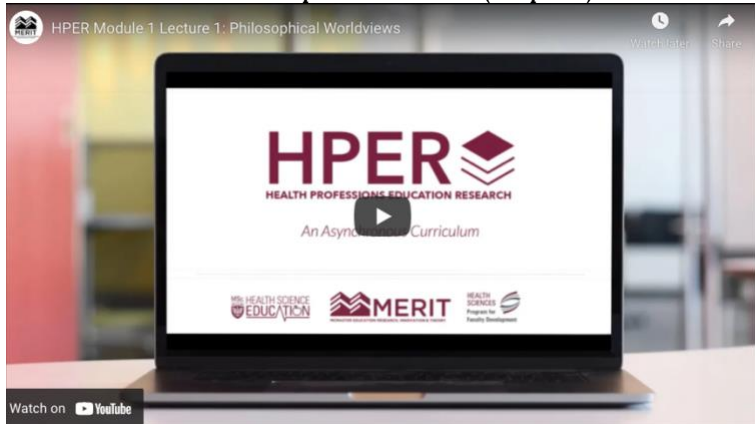 HPER Module 1 Lecture 1: Philosophical Worldviews
Watch later
Share
HPER
HEALTH PROFESSIONS EDUCATION RESEARCH
An Asynchronous Curriculum
MSc HEALTH SCIENCE
EDUCATION
MERIT
HEALTH
SCIENCES
Program for
Faculty Development
Watch on YouTube